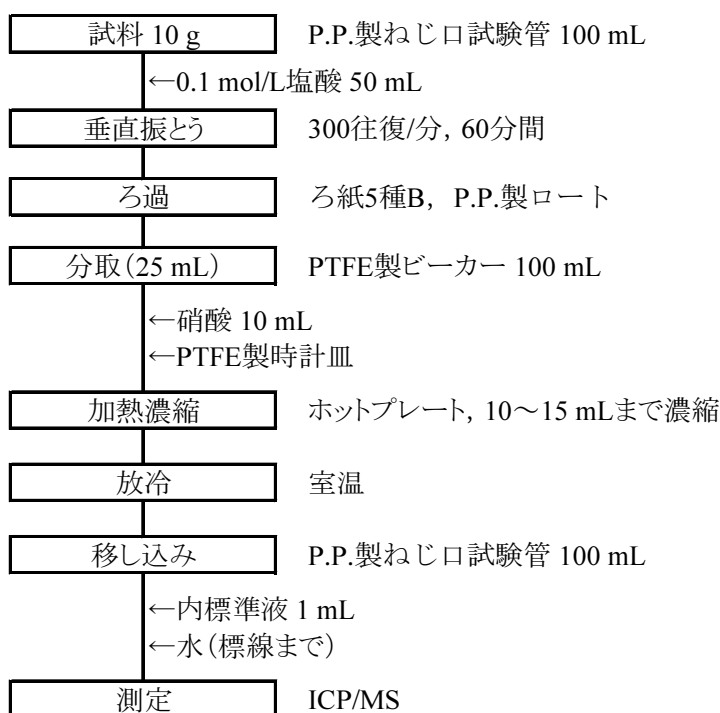 試料 10 g P.P.製ねじ口試験管 100 mL
←0.1 mol/L塩酸 50 mL
垂直振とう 300往復/分, 60分間
ろ過 ろ紙5種B, P.P.製ロート
分取(25 mL) PTFE製ビーカー 100 mL
←硝酸 10 mL
←PTFE製時計皿
加熱濃縮 ホットプレート, 10~15 mLまで濃縮
放冷 室温
移し込み P.P.製ねじ口試験管 100 mL
←内標準液 1 mL
←水(標線まで)
測定 ICP/MS